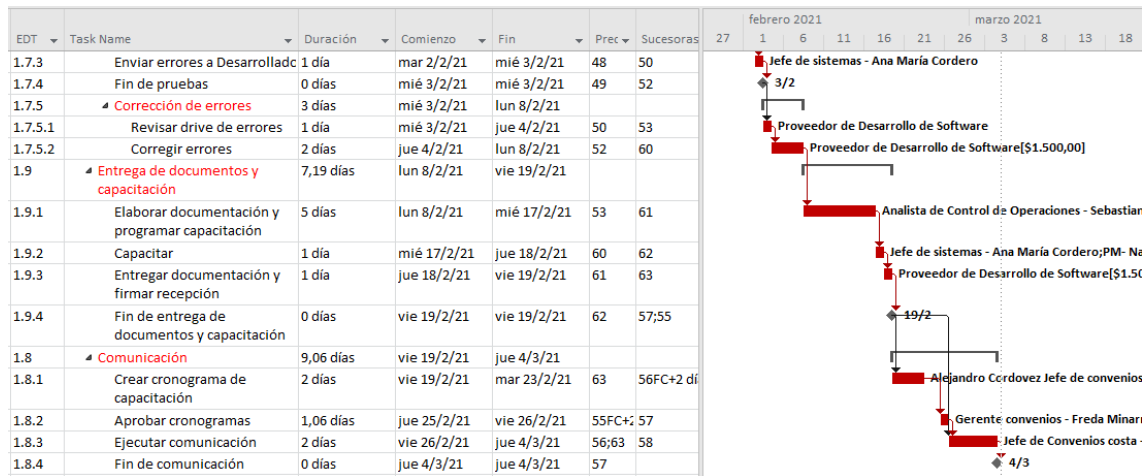 febrero 2021 marzo 2021
EDT Task Name Duración Comienzo Fin Prec Sucesoras 27 1 6 11 16 21 26 3 8 13 18
1.7.3 Enviar errores a Desarrollado 1 día mar 2/2/21 mié 3/2/21 48 50 Jefe de sistemas - Ana María Cordero
1.7.4 Fin de pruebas 0 días mié 3/2/21 mié 3/2/21 49 52 3/2
1.7.5 Corrección de errores 3 días mié 3/2/21 lun 8/2/21
1.7.5.1 Revisar drive de errores 1 día mié 3/2/21 jue 4/2/21 50 53 Proveedor de Desarrollo de Software
1.7.5.2 Corregir errores 2 días jue 4/2/21 lun 8/2/21 52 60 Proveedor de Desarrollo de Software[$1.500,00]
1.9 Entrega de documentos y 7,19 días lun 8/2/21 vie 19/2/21
capacitación
1.9.1 Elaborar documentación y 5 días lun 8/2/21 mié 17/2/21 53 61 Analista de Control de Operaciones - Sebastian
programar capacitación
1.9.2 Capacitar 1 día mié 17/2/21 jue 18/2/21 60 62 Jefe de sistemas - Ana María Cordero;PM- Na
1.9.3 Entregar documentación y 1 día jue 18/2/21 vie 19/2/21 61 63 Proveedor de Desarrollo de Software[$1.50
firmar recepción
1.9.4 Fin de entrega de 0 días vie 19/2/21 vie 19/2/21 62 57;55 19/2
documentos y capacitación
1.8 Comunicación 9,06 días vie 19/2/21 jue 4/3/21
1.8.1 Crear cronograma de 2 días vie 19/2/21 mar 23/2/21 63 56FC+2 dí Alejandro Cordovez Jefe de convenios
capacitación
1.8.2 Aprobar cronogramas 1,06 días jue 25/2/21 vie 26/2/21 55FC+2 57 Gerente convenios - Freda Minar
1.8.3 Ejecutar comunicación 2 días vie 26/2/21 jue 4/3/21 56;63 58 Jefe de Convenios costa -
1.8.4 Fin de comunicación 0 días jue 4/3/21 jue 4/3/21 57 4/3